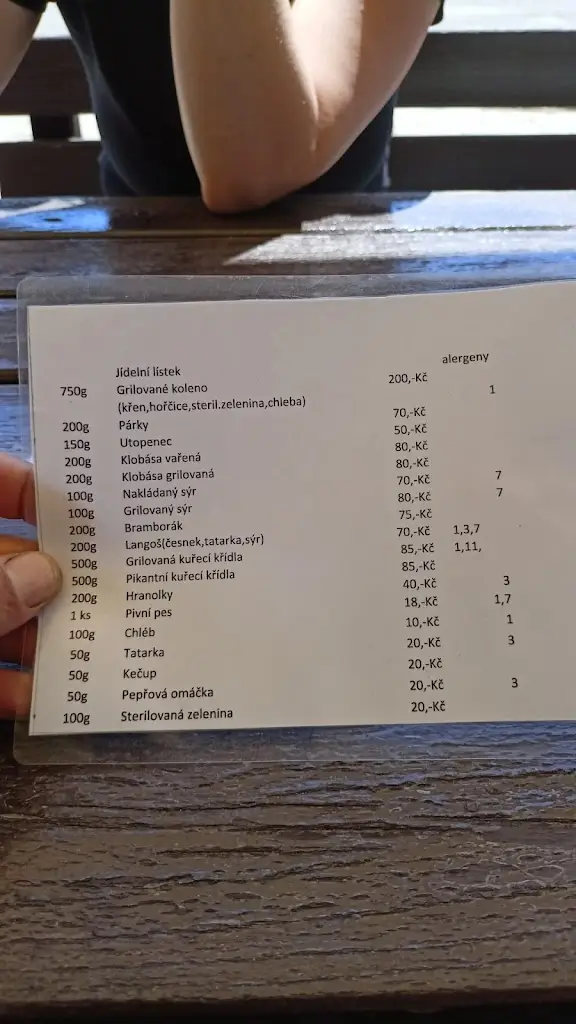 Jídelní lístek alergeny
750g Grilované koleno 200,-Kč 1
(křen,hořčice,steril.zelenina,chleba)
200g Párky 70,-Kč
150g Utopenec 50,-Kč
200g Klobása vařená 80,-Kč
200g Klobása grilovaná 80,-Kč
100g Nakládaný sýr 70,-Kč 7
100g Grilovaný sýr 80,-Kč 7
200g Bramborák 75,-Kč
200g Langoš(česnek,tatarka,sýr) 70,-Kč 1,3,7
500g Grilovaná kuřecí křídla 85,-Kč 1,11,
500g Pikantní kuřecí křídla 85,-Kč
200g Hranolky 40,-Kč 3
1 ks Pivní pes 18,-Kč 1,7
100g Chléb 10,-Kč 1
50g Tatarka 20,-Kč 3
50g Kečup 20,-Kč
50g Pepřová omáčka 20,-Kč 3
100g Sterilovaná zelenina 20,-Kč